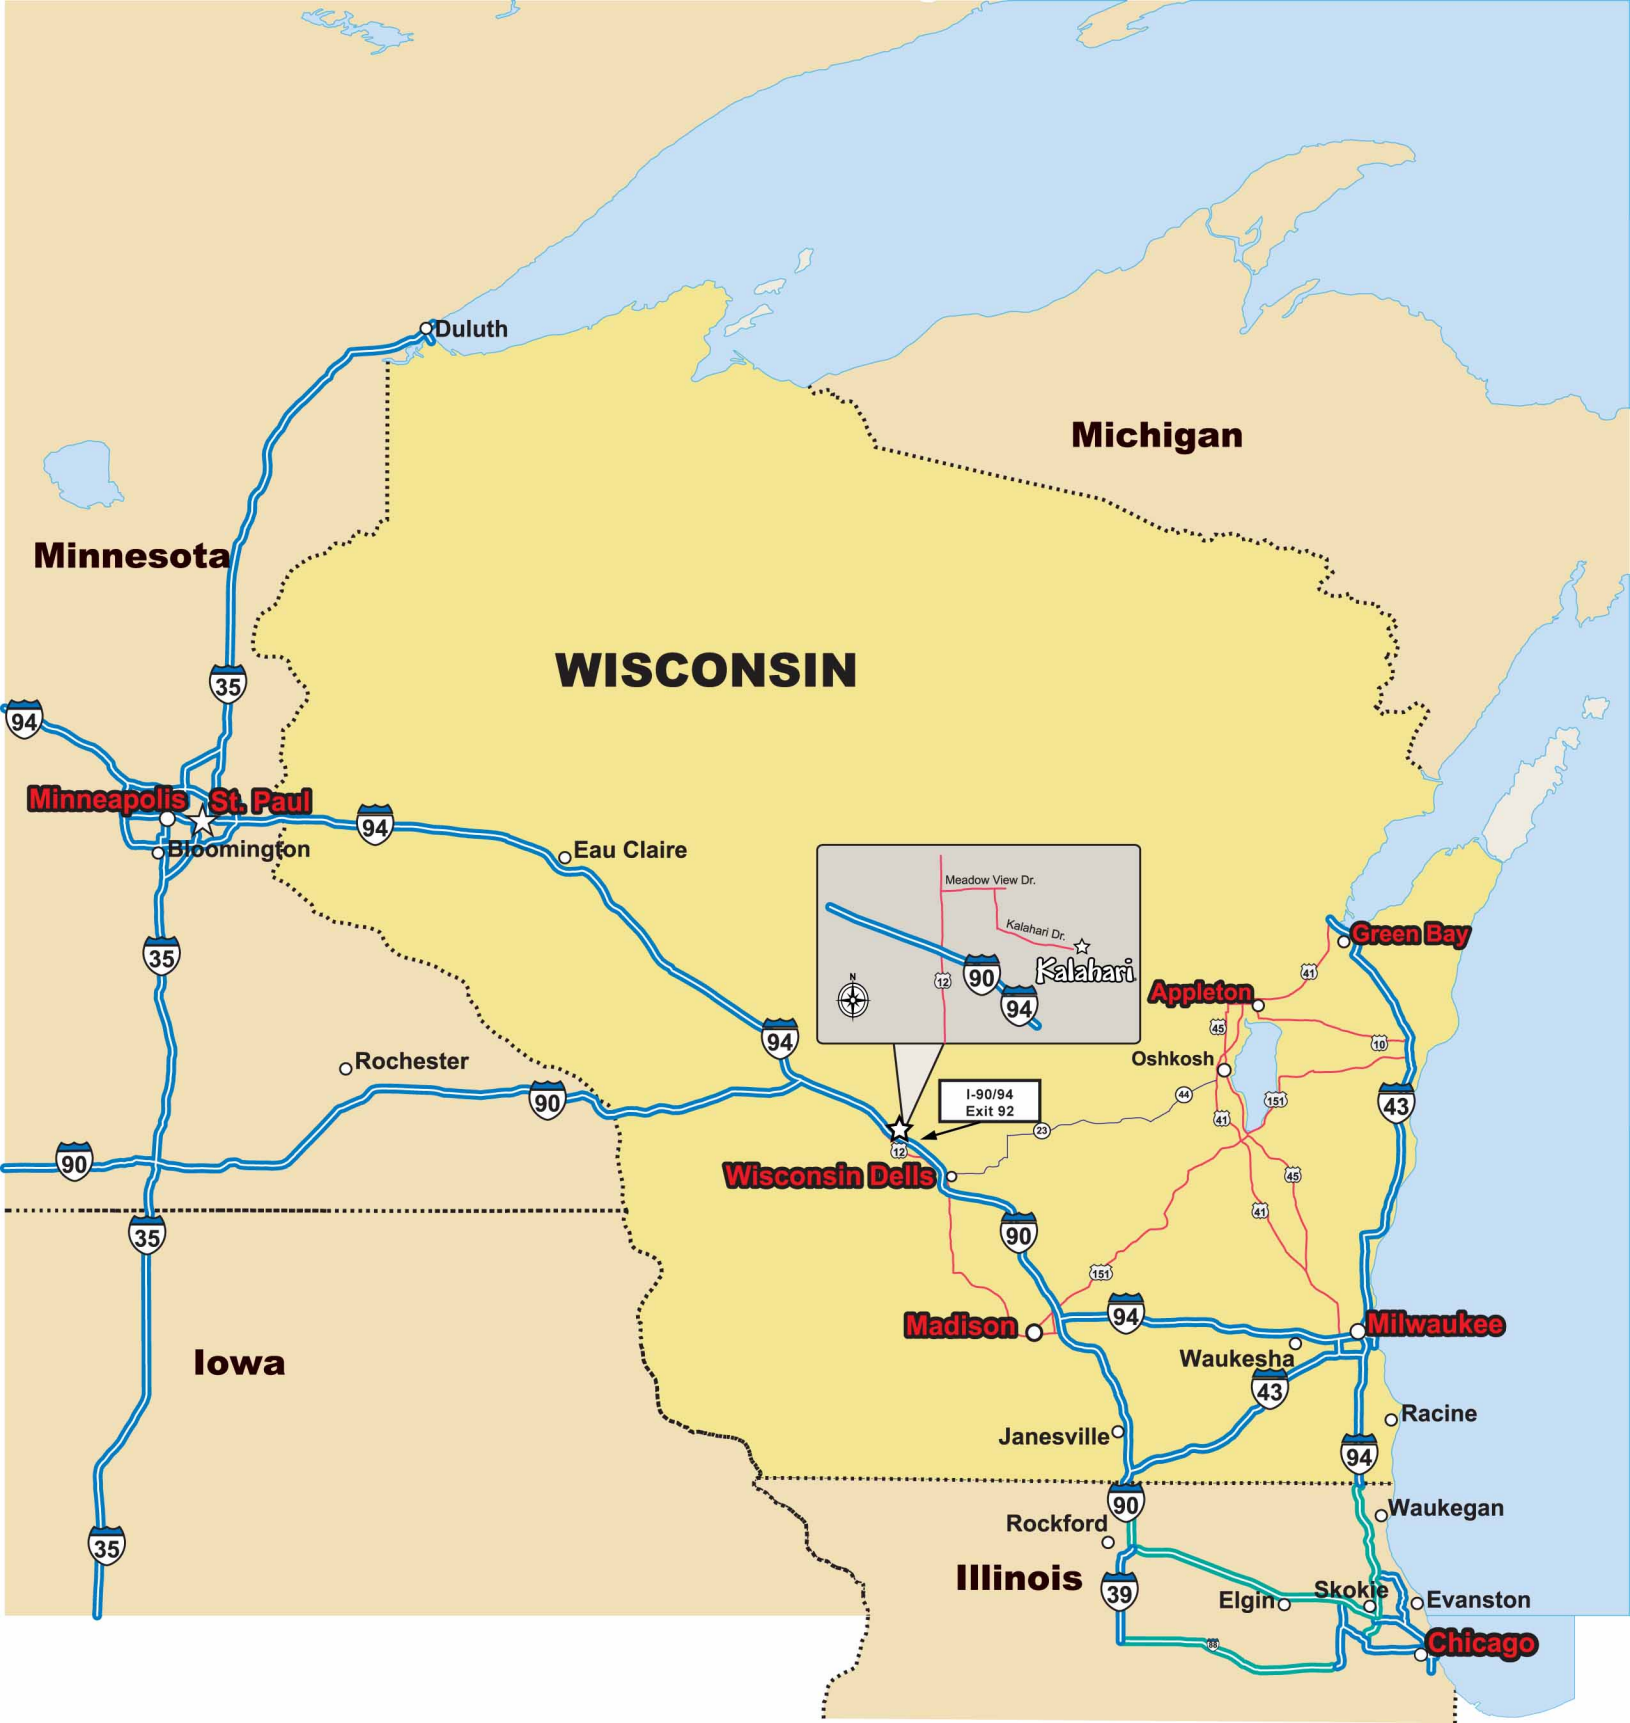 Duluth
Michigan
Minnesota
WISCONSIN
35
94
Minneapolis
St. Paul
94
Bloomington
Eau Claire
Meadow View Dr.
Kalahari Dr.
Kalahari
N
12
90
94
Green Bay
35
41
Appleton
45
94
10
Oshkosh
Rochester
90
I-90/94
Exit 92
44
151
43
41
23
12
90
Wisconsin Dells
45
41
35
90
151
94
Madison
Milwaukee
Waukesha
Iowa
43
Racine
Janesville
94
90
Waukegan
Rockford
35
Illinois
39
Elgin
Skokie
Evanston
88
Chicago